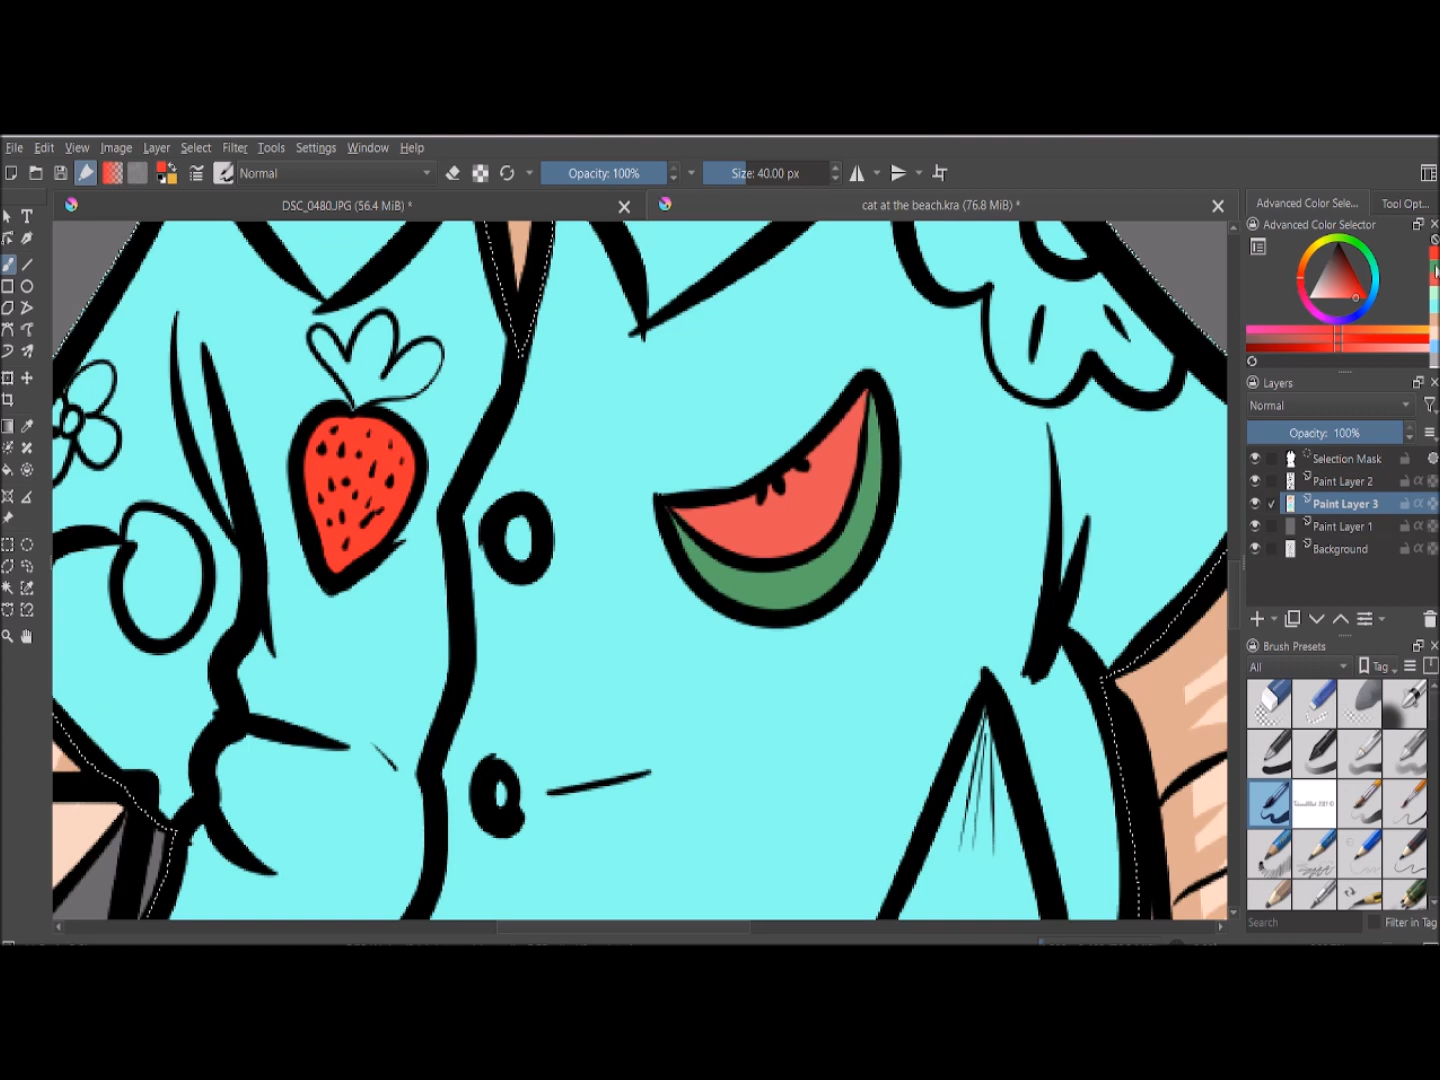 File Edit View Image Layer Select Filter Tools Settings Window Help
Normal Opacity: 100% Size: 40.00 px
DSC_0480.JPG (56.4 MiB) * cat at the beach.kra (76.8 MiB) *
Advanced Color Sele... Tool Opt...
Advanced Color Selector
Layers
Normal
Opacity: 100%
Selection Mask
Paint Layer 2
Paint Layer 3
Paint Layer 1
Background
Brush Presets
All Tag
Search Filter in Tag